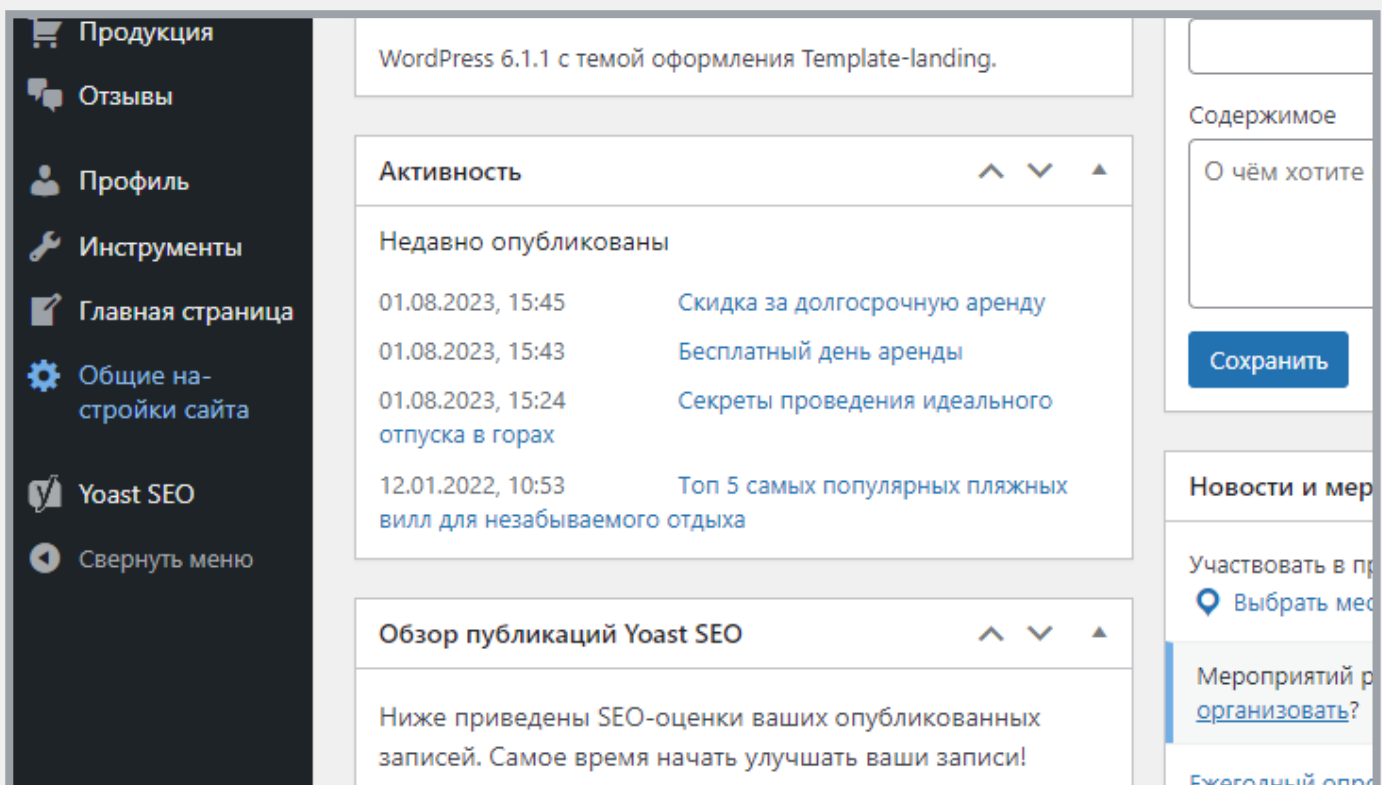 Продукция
Отзывы
Профиль
Инструменты
Главная страница
Общие на-
стройки сайта
Yoast SEO
Свернуть меню
WordPress 6.1.1 с темой оформления Template-landing.
Активность
Недавно опубликованы
01.08.2023, 15:45 Скидка за долгосрочную аренду
01.08.2023, 15:43 Бесплатный день аренды
01.08.2023, 15:24 Секреты проведения идеального
отпуска в горах
12.01.2022, 10:53 Топ 5 самых популярных пляжных
вилл для незабываемого отдыха
Обзор публикаций Yoast SEO
Ниже приведены SEO-оценки ваших опубликованных
записей. Самое время начать улучшать ваши записи!
Содержимое
О чём хотите
Сохранить
Новости и мер
Участвовать в
Выбрать
Мероприятий
организовать?
Ежегодный